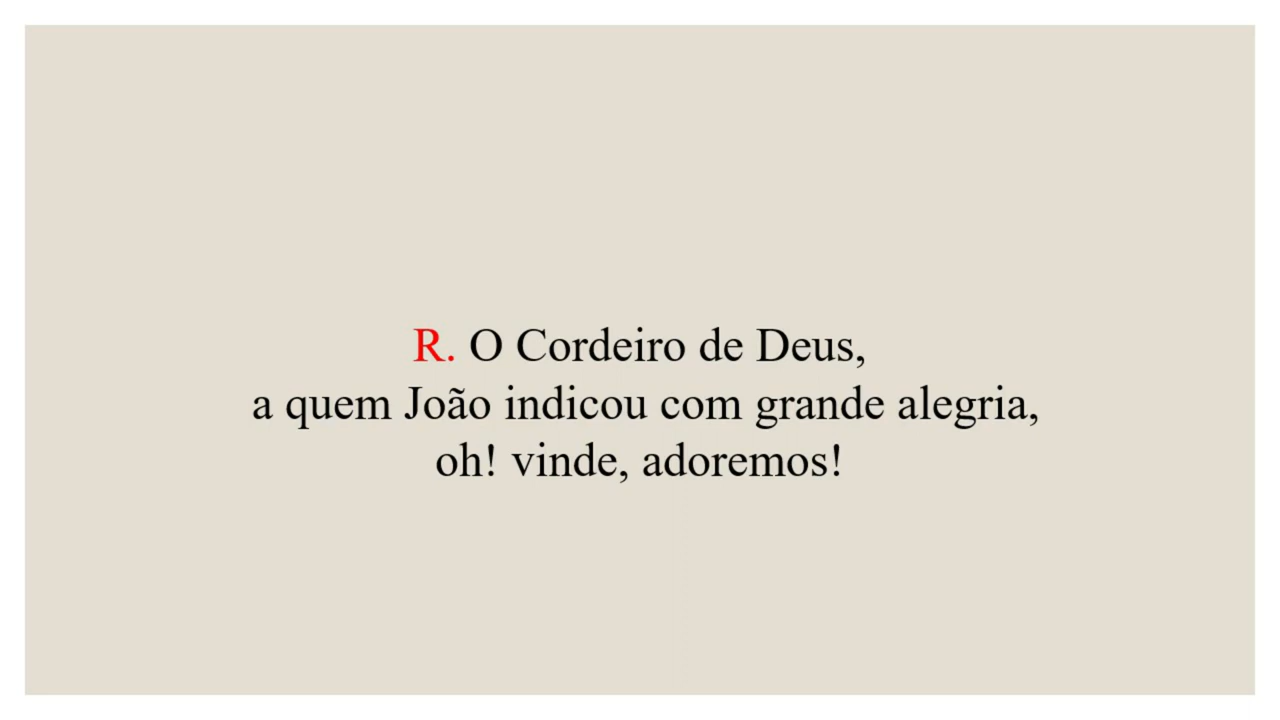 R. O Cordeiro de Deus,
a quem João indicou com grande alegria,
oh! vinde, adoremos!